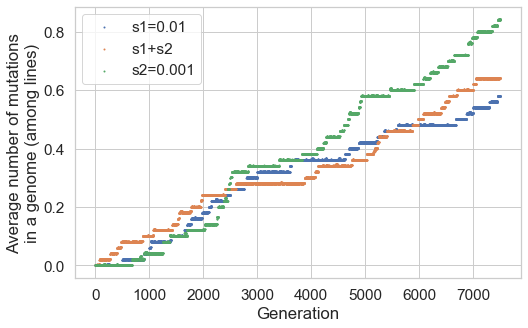 s1=0.01
s1+s2
s2=0.001
0.8
0.6
0.4
0.2
0.0
Average number of mutations
in a genome (among lines)
0 1000 2000 3000 4000 5000 6000 7000
Generation